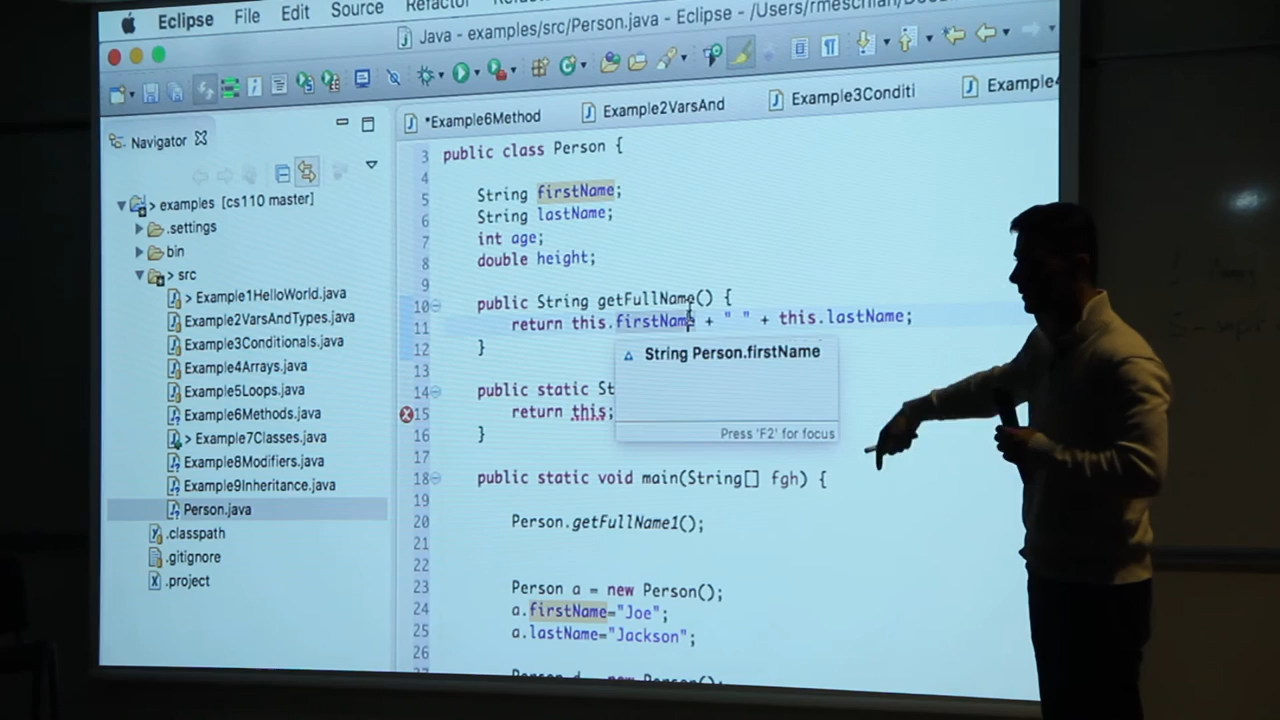 Eclipse File Edit Source Refactor
Java - examples/src/Person.java - Eclipse -
*Example6Method Example2VarsAnd Example3Conditi Example4
Navigator
> examples [cs110 master]
.settings
bin
> src
> Example1HelloWorld.java
Example2VarsAndTypes.java
Example3Conditionals.java
Example4Arrays.java
Example5Loops.java
Example6Methods.java
> Example7Classes.java
Example8Modifiers.java
Example9Inheritance.java
Person.java
.classpath
.gitignore
.project
3 public class Person {
4
5 String firstName;
6 String lastName;
7 int age;
8 double height;
9
10 public String getFullName() {
11 return this.firstName + " " + this.lastName;
12 }
13
14 public static St
15 return this;
16 }
17
18 public static void main(String[] fgh) {
19
20 Person.getFullName1();
21
22
23 Person a = new Person();
24 a.firstName="Joe";
25 a.lastName="Jackson";
26
String Person.firstName
Press 'F2' for focus